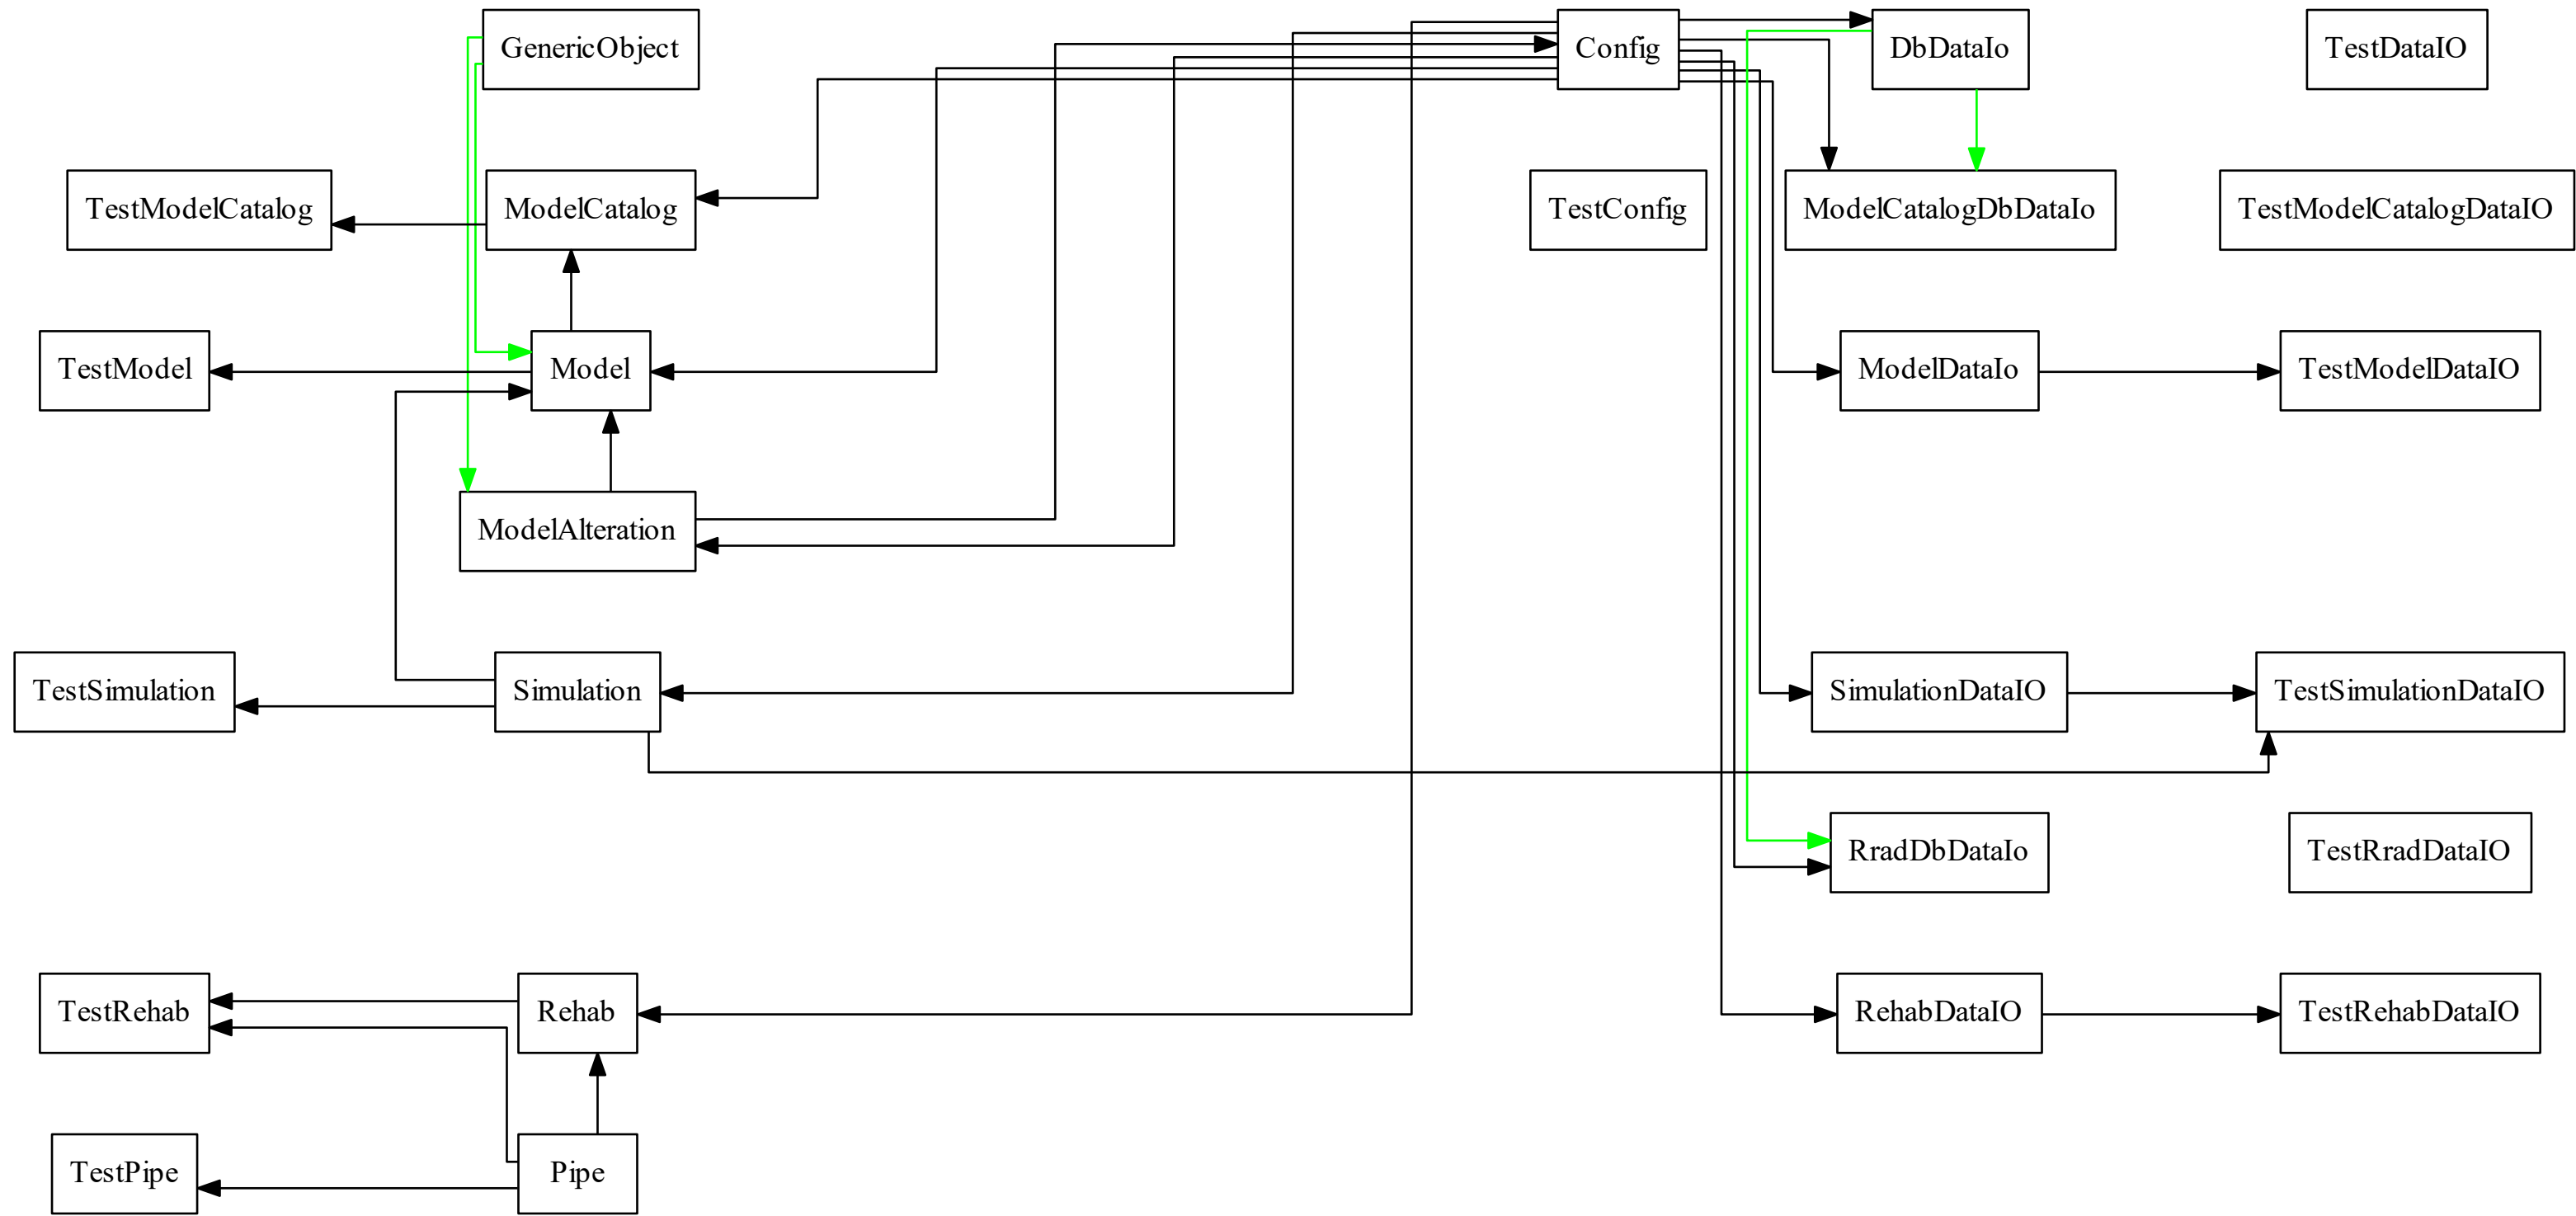 GenericObject
Config
DbDataIo
TestDataIO
TestModelCatalog
ModelCatalog
TestConfig
ModelCatalogDbDataIo
TestModelCatalogDataIO
TestModel
Model
ModelDataIo
TestModelDataIO
ModelAlteration
TestSimulation
Simulation
SimulationDataIO
TestSimulationDataIO
RradDbDataIo
TestRradDataIO
TestRehab
Rehab
RehabDataIO
TestRehabDataIO
TestPipe
Pipe